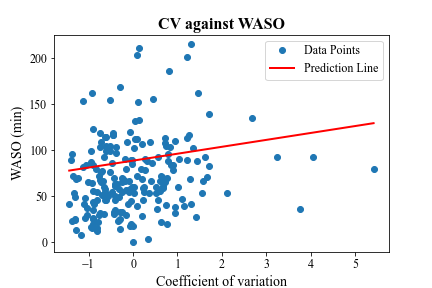 CV against WASO
Data Points
Prediction Line
WASO (min)
200
150
100
50
0
−1
0
1
2
3
4
5
Coefficient of variation